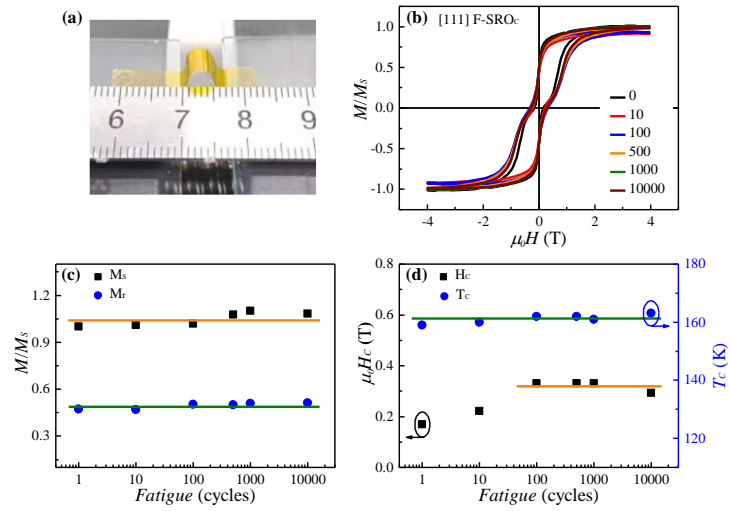 (a)
6 7 8 9
(b)
[111] F-SROC
M/MS
1.0
0.5
0.0
-0.5
-1.0
0
10
100
500
1000
10000
-4 -2 0 2 4
μ0H (T)
(c)
Ms
Mr
M/MS
1.2
0.9
0.6
0.3
1 10 100 1000 10000
Fatigue (cycles)
(d)
Hc
Tc
μ0HC (T)
0.8
0.6
0.4
0.2
0.0
180
160
140
120
110
TC (K)
1 10 100 1000 10000
Fatigue (cycles)